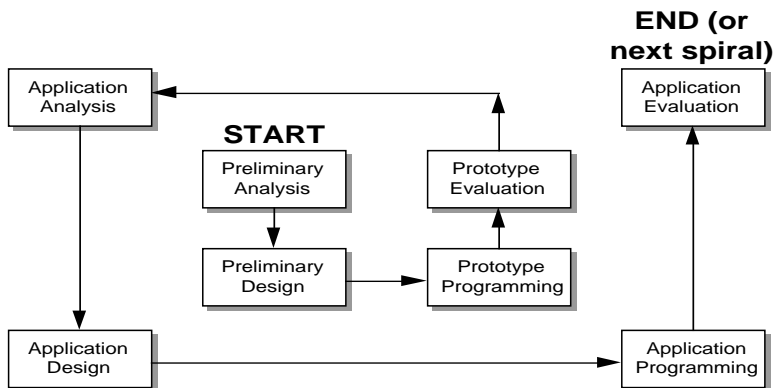 END (or
next spiral)
Application
Analysis
Application
Evaluation
START
Preliminary
Analysis
Prototype
Evaluation
Preliminary
Design
Prototype
Programming
Application
Design
Application
Programming